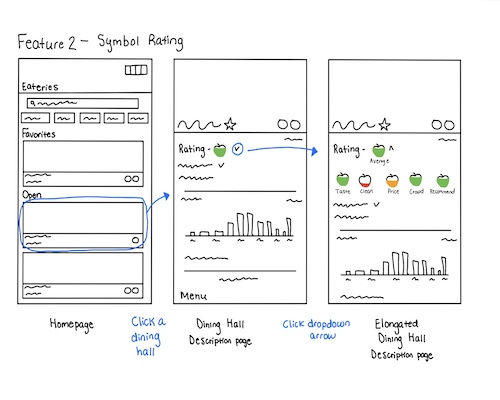 Feature 2 - Symbol Rating
Eateries
Favorites
Open
Homepage
Click a
dining
hall
Rating -
Menu
Dining Hall
Description page
Click dropdown
arrow
Rating -
Average
Taste Clean Price Crowd Recommend
Elongated
Dining Hall
Description page